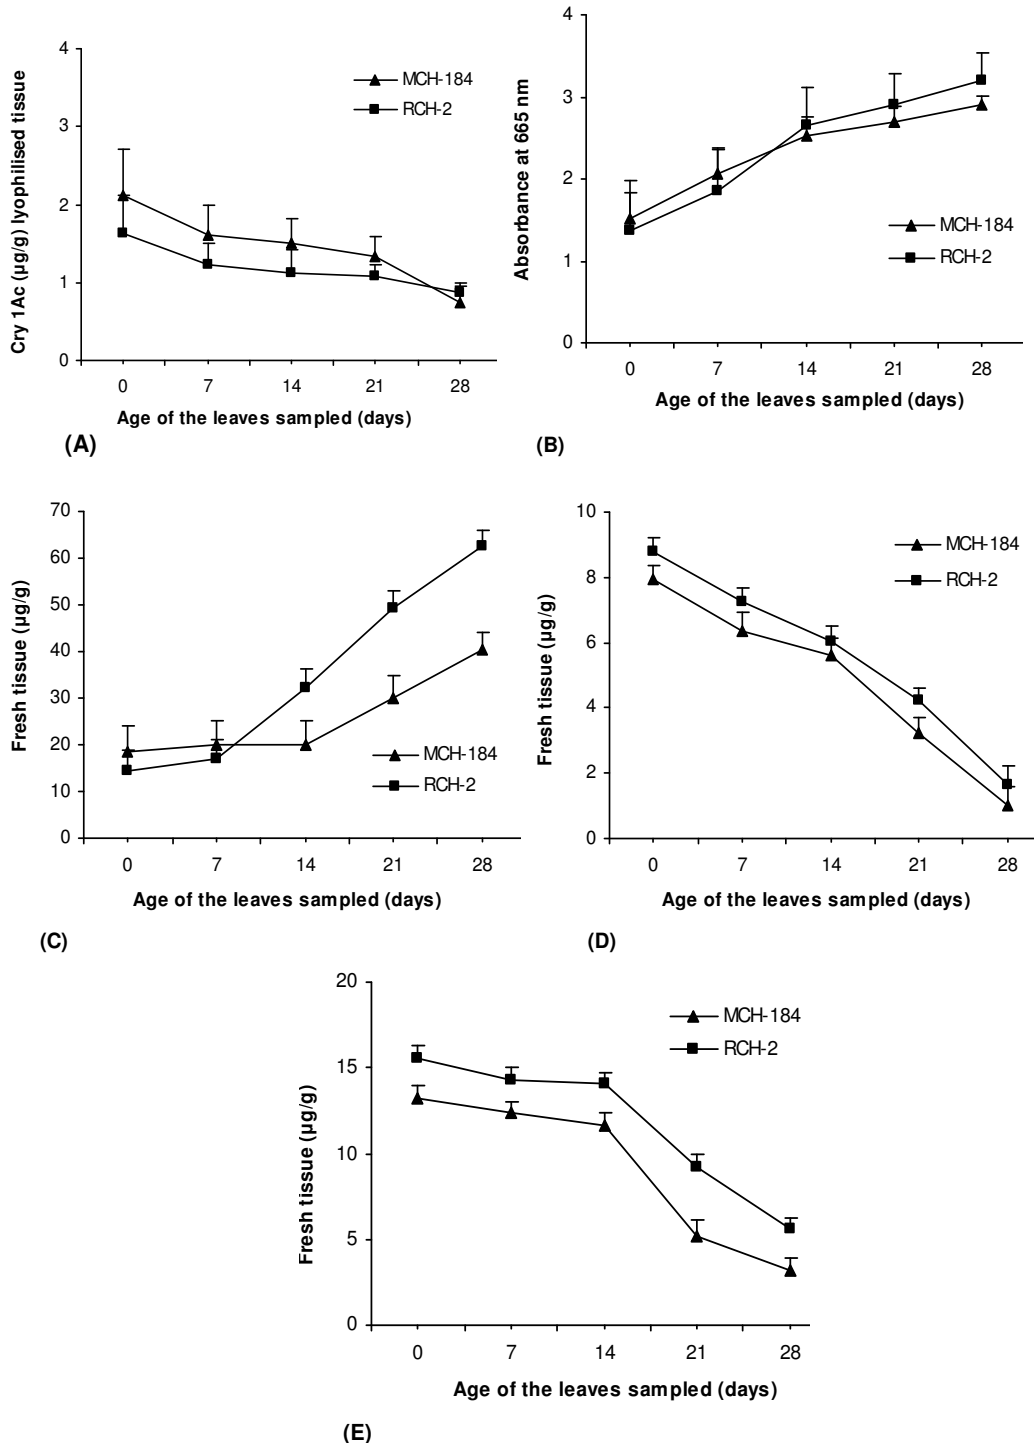 4
3
2
1
0
Cry 1Ac (µg/g) lyophilised tissue
MCH-184
RCH-2
0 7 14 21 28
Age of the leaves sampled (days)
(A)
4
3
2
1
0
Absorbance at 665 nm
MCH-184
RCH-2
0 7 14 21 28
Age of the leaves sampled (days)
(B)
70
60
50
40
30
20
10
0
Fresh tissue (µg/g)
MCH-184
RCH-2
0 7 14 21 28
Age of the leaves sampled (days)
(C)
10
8
6
4
2
0
Fresh tissue (µg/g)
MCH-184
RCH-2
0 7 14 21 28
Age of the leaves sampled (days)
(D)
20
15
10
5
0
Fresh tissue (µg/g)
MCH-184
RCH-2
0 7 14 21 28
Age of the leaves sampled (days)
(E)